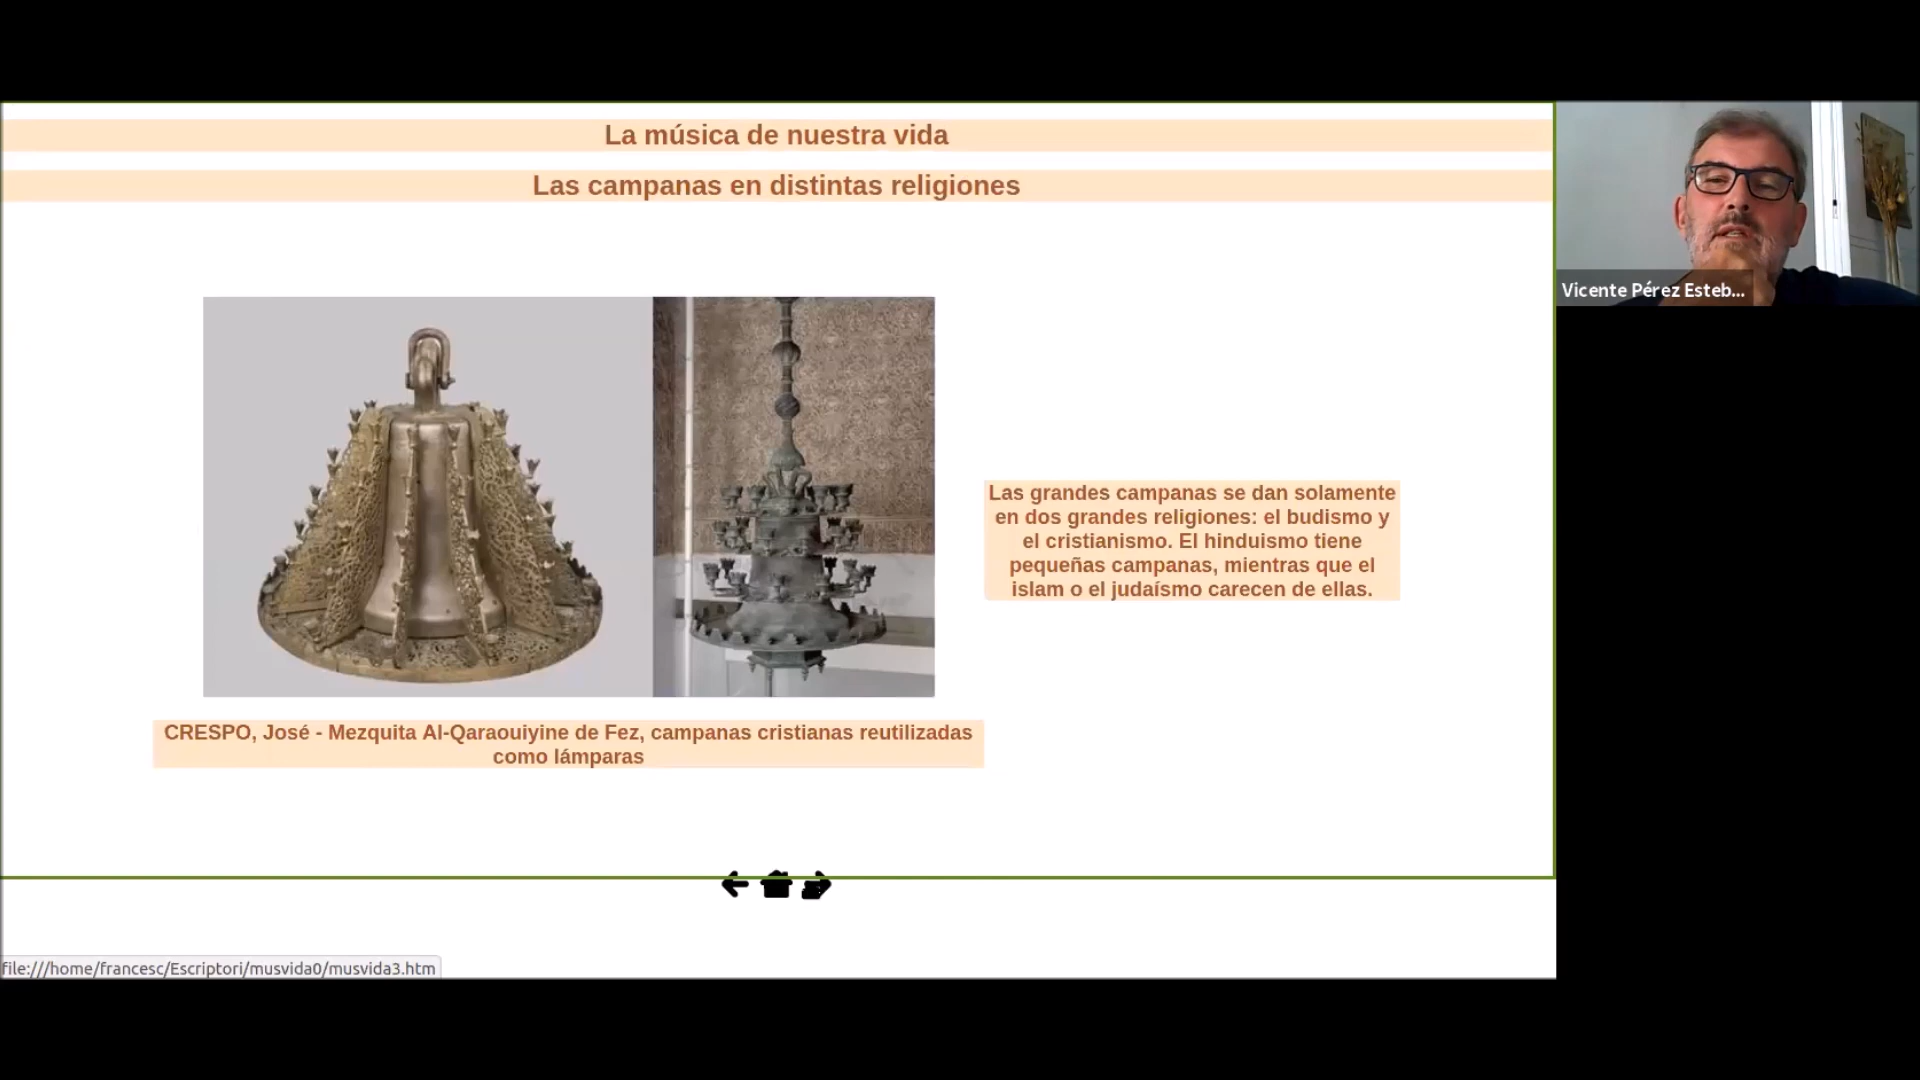 La música de nuestra vida
Las campanas en distintas religiones
Vicente Pérez Esteb...
Las grandes campanas se dan solamente
en dos grandes religiones: el budismo y
el cristianismo. El hinduismo tiene
pequeñas campanas, mientras que el
islam o el judaísmo carecen de ellas.
CRESPO, José - Mezquita Al-Qaraouiyine de Fez, campanas cristianas reutilizadas
como lámparas
file:///home/francesc/Escriptori/musvida0/musvida3.htm